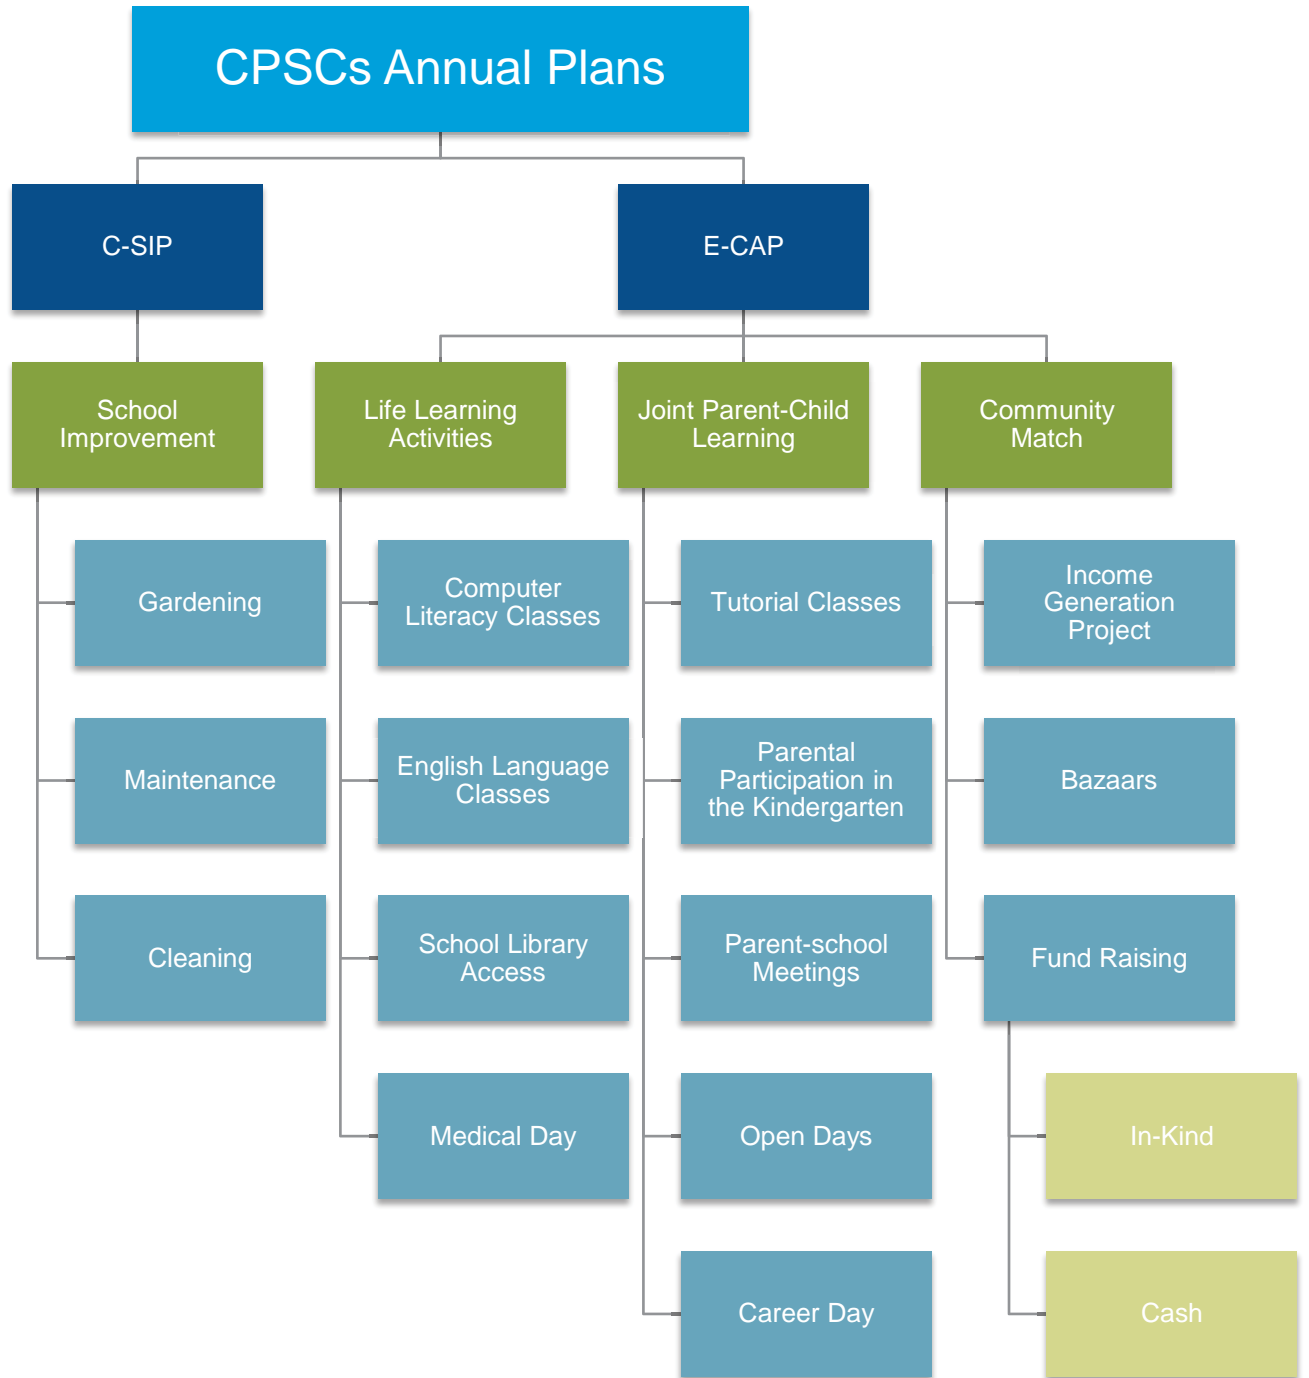 CPSCs Annual Plans
C-SIP
E-CAP
School
Improvement
Life Learning
Activities
Joint Parent-Child
Learning
Community
Match
Gardening
Computer
Literacy Classes
Tutorial Classes
Income
Generation
Project
Maintenance
English Language
Classes
Parental
Participation in
the Kindergarten
Bazaars
Cleaning
School Library
Access
Parent-school
Meetings
Fund Raising
Medical Day
Open Days
In-Kind
Career Day
Cash